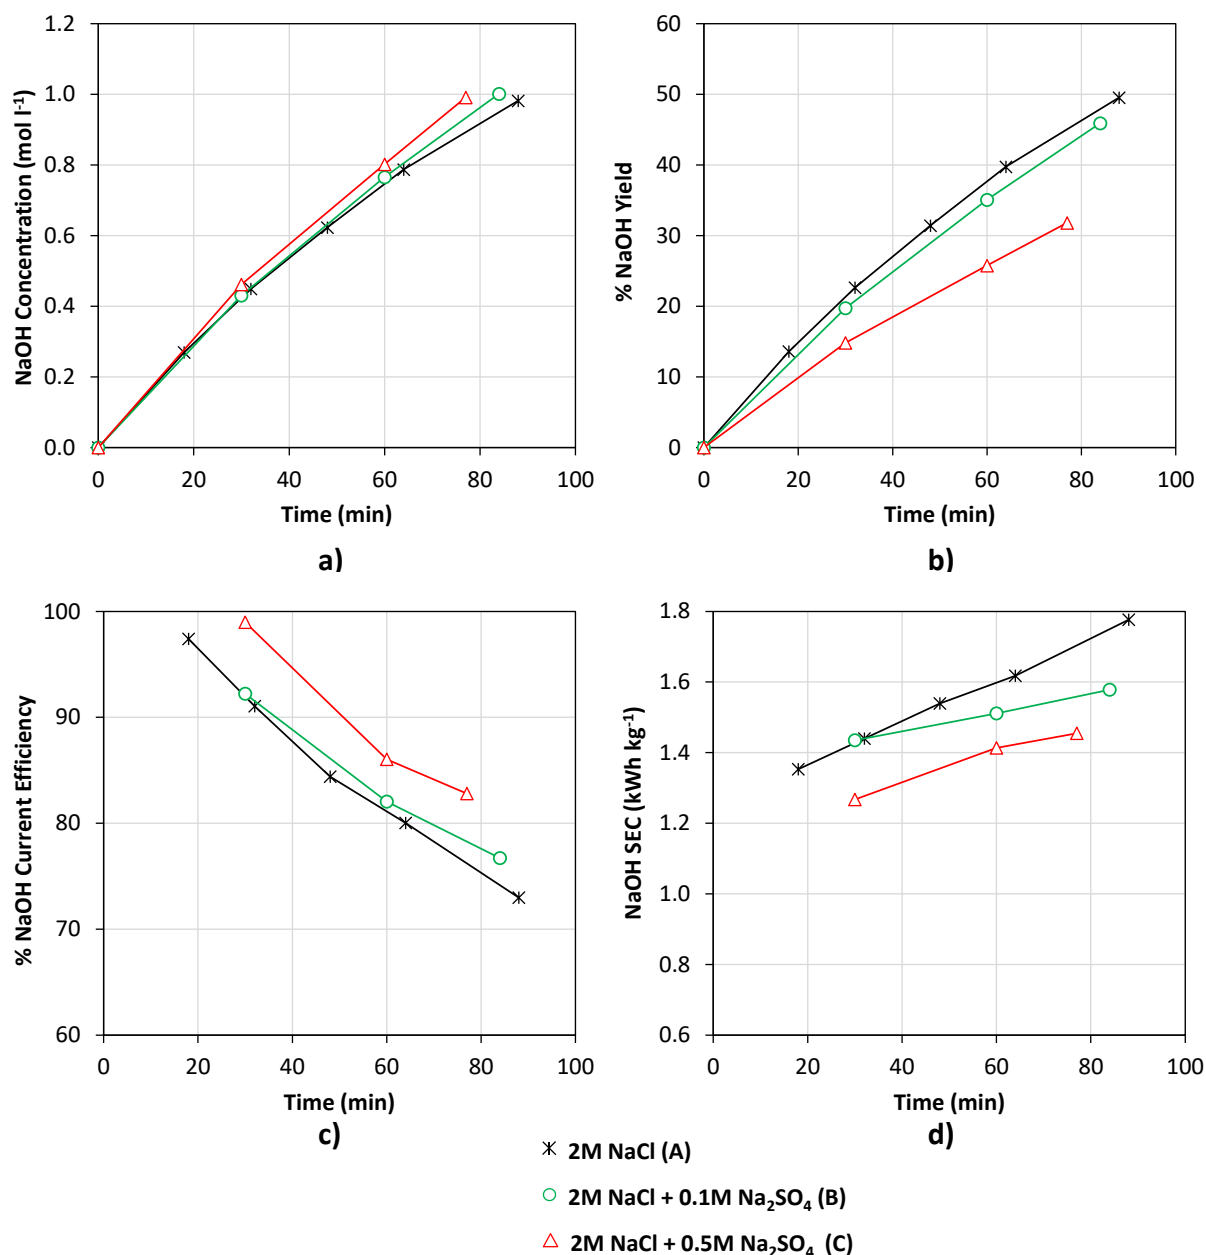 NaOH Concentration (mol l⁻¹)
1.2
1.0
0.8
0.6
0.4
0.2
0.0
0 20 40 60 80 100
Time (min)
a)
% NaOH Yield
60
50
40
30
20
10
0
0 20 40 60 80 100
Time (min)
b)
% NaOH Current Efficiency
100
90
80
70
60
0 20 40 60 80 100
Time (min)
c)
NaOH SEC (kWh kg⁻¹)
1.8
1.6
1.4
1.2
1.0
0.8
0.6
0 20 40 60 80 100
Time (min)
d)
2M NaCl (A)
2M NaCl + 0.1M Na₂SO₄ (B)
2M NaCl + 0.5M Na₂SO₄ (C)